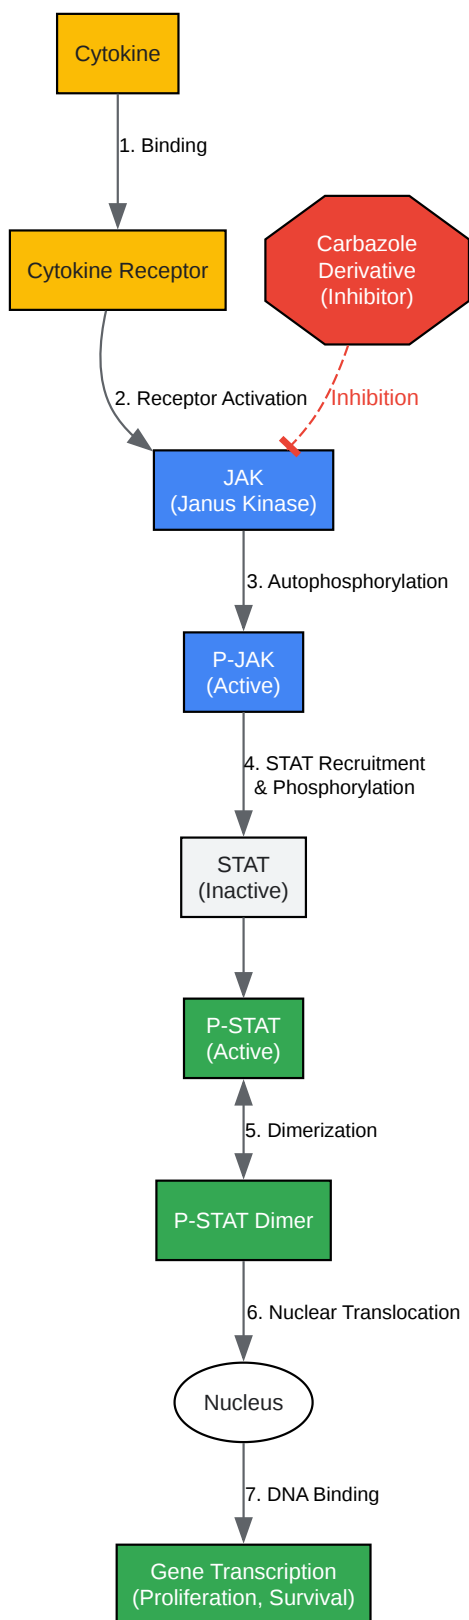 Cytokine
1. Binding
Cytokine Receptor
Carbazole
Derivative
(Inhibitor)
2. Receptor Activation
Inhibition
JAK
(Janus Kinase)
3. Autophosphorylation
P-JAK
(Active)
4. STAT Recruitment
& Phosphorylation
STAT
(Inactive)
P-STAT
(Active)
5. Dimerization
P-STAT Dimer
6. Nuclear Translocation
Nucleus
7. DNA Binding
Gene Transcription
(Proliferation, Survival)